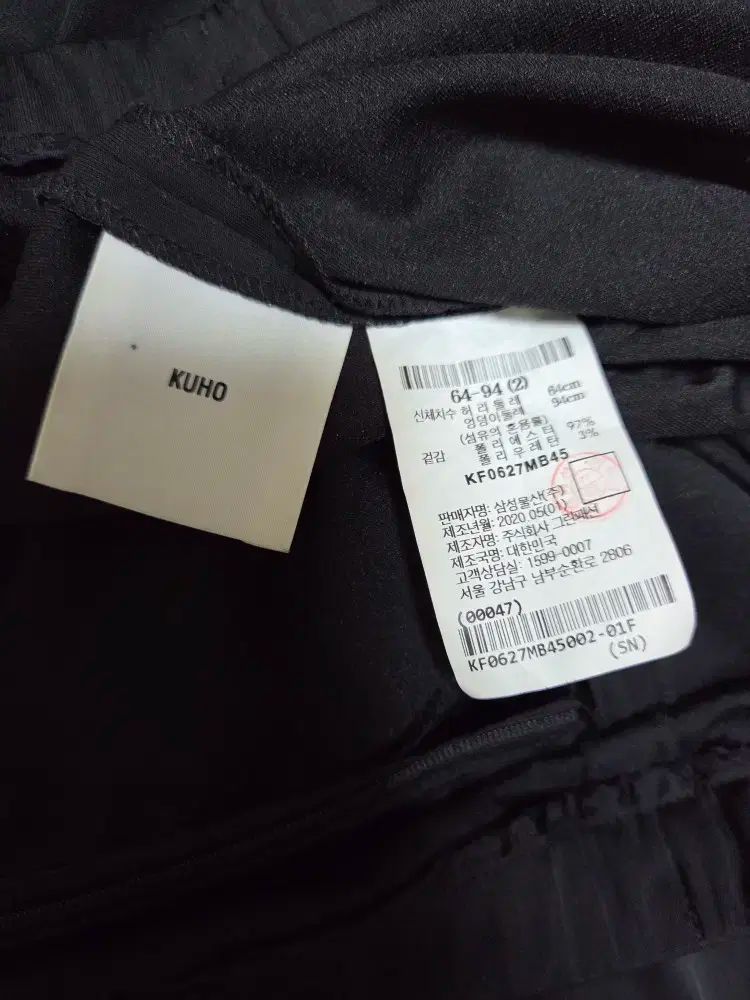 KUHO
64-94 (2)
신체치수 허리둘레 64cm
엉덩이둘레 94cm
(섬유의 혼용률)
겉감 폴리에스터 97%
폴리우레탄 3%
KF0627MB45
판매자명: 삼성물산(주)
제조년월: 2020.05(01)
제조자명: 주식회사 그린패션
제조국명: 대한민국
고객상담실: 1599-0007
서울 강남구 남부순환로 2806
(00047)
KF0627MB45002-01F
(SN)